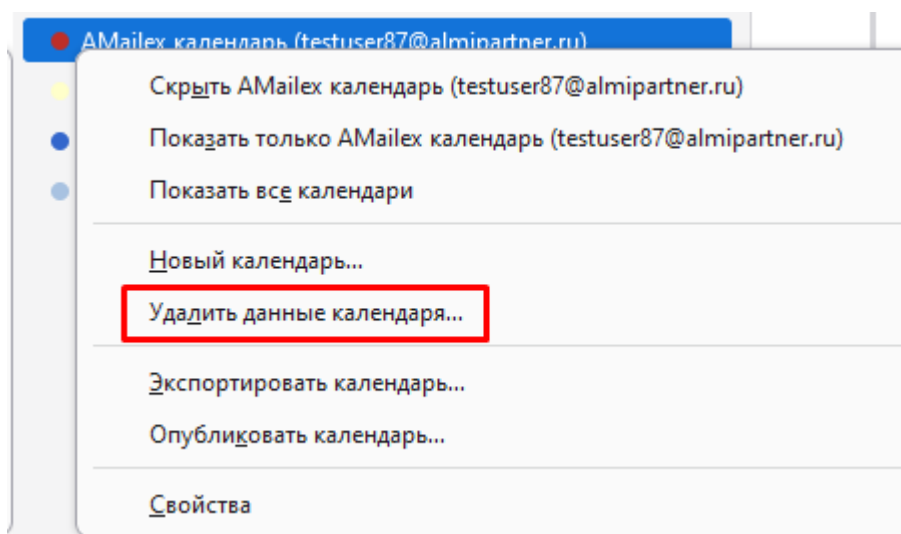 AMailex календарь (testuser87@almipartner.ru)
Скрыть AMailex календарь (testuser87@almipartner.ru)
Показать только AMailex календарь (testuser87@almipartner.ru)
Показать все календари
Новый календарь...
Удалить данные календаря...
Экспортировать календарь...
Опубликовать календарь...
Свойства